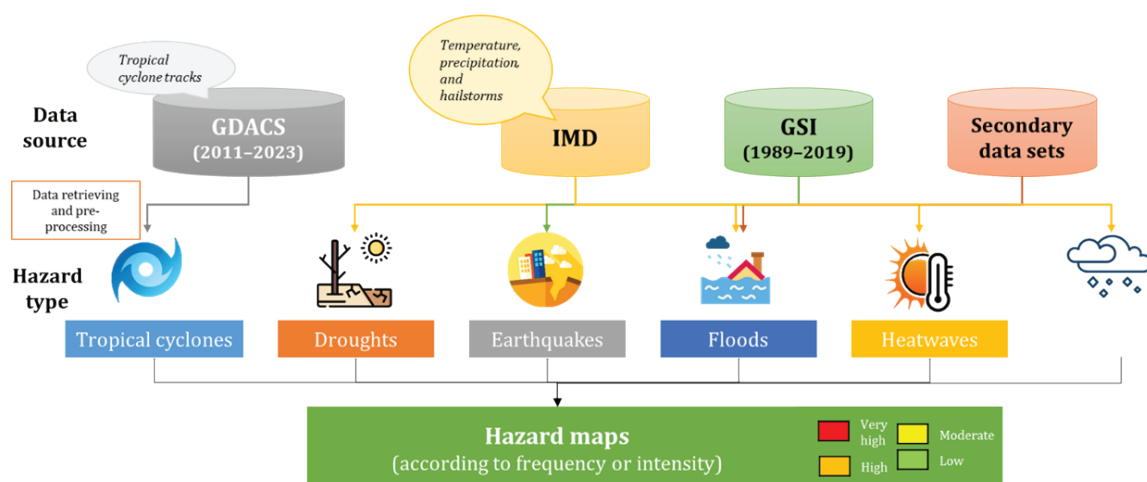 Tropical
cyclone tracks
Temperature,
precipitation,
and
hailstorms
Data
source
GDACS
(2011–2023)
IMD
GSI
(1989–2019)
Secondary
data sets
Data retrieving
and pre-
processing
Hazard
type
Tropical cyclones
Droughts
Earthquakes
Floods
Heatwaves
Hazard maps
(according to frequency or intensity)
Very
high
Moderate
High
Low